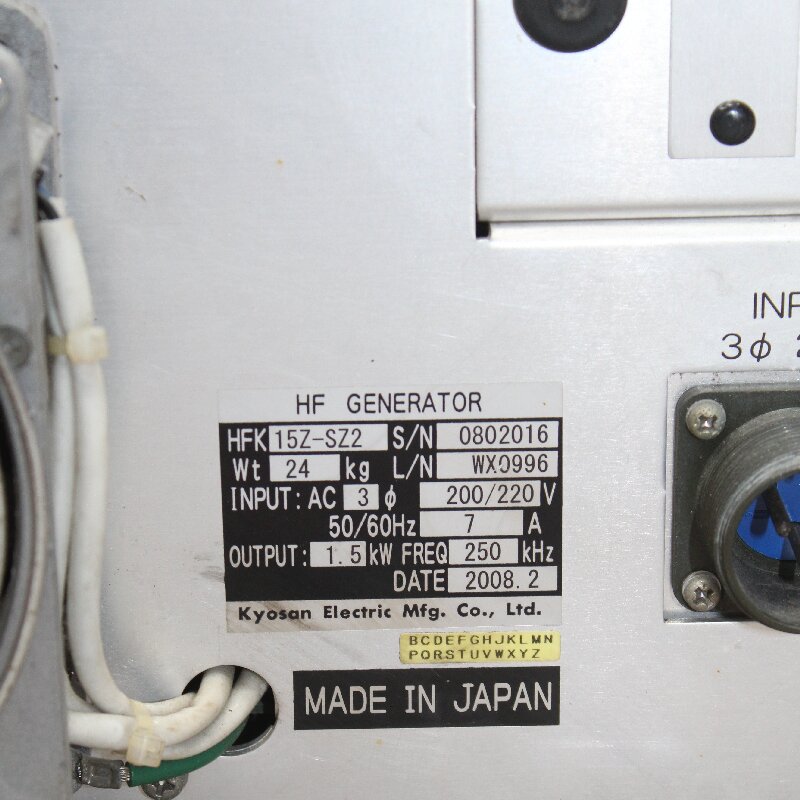 INP
3φ 2
HF GENERATOR
HFK 15Z-SZ2 S/N 0802016
Wt 24 kg L/N WX0996
INPUT: AC 3 φ 200/220 V
50/60Hz 7 A
OUTPUT: 1.5 kW FREQ 250 kHz
DATE 2008.2
Kyosan Electric Mfg. Co., Ltd.
BCDEFGHJKLMN
PQRSTUVWXYZ
MADE IN JAPAN